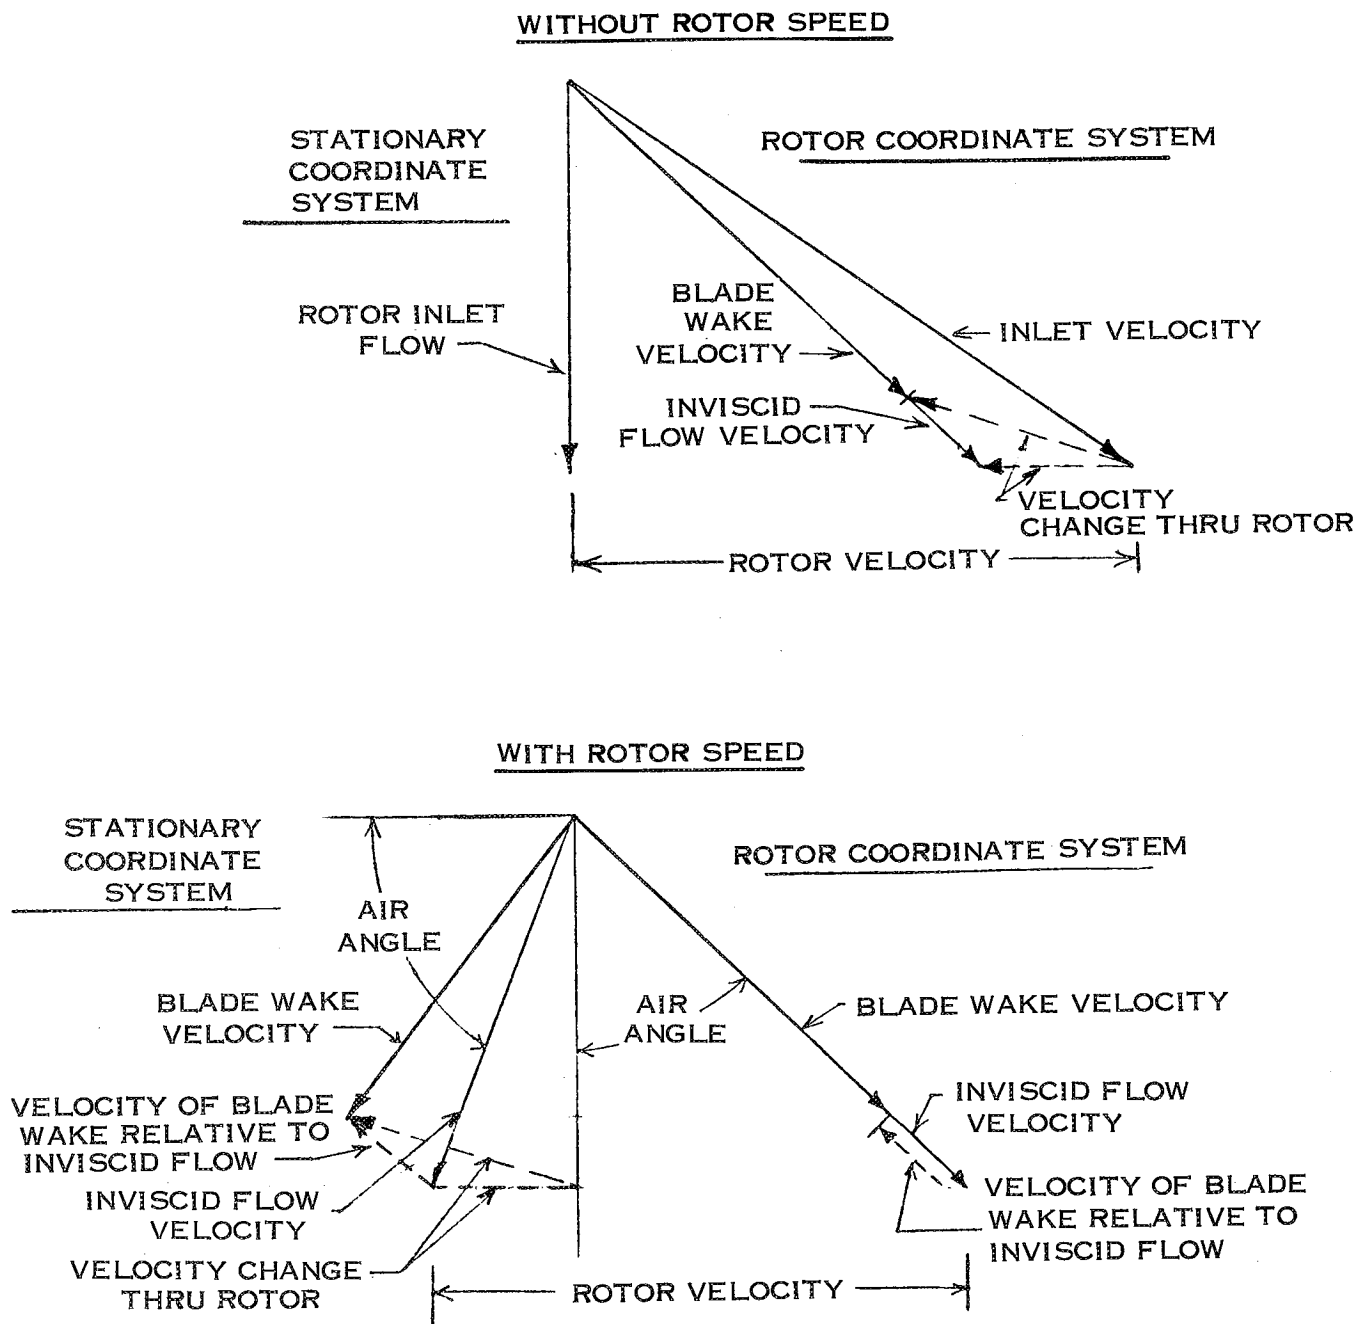 WITHOUT ROTOR SPEED
STATIONARY
COORDINATE
SYSTEM
ROTOR COORDINATE SYSTEM
ROTOR INLET
FLOW
BLADE
WAKE
VELOCITY
INLET VELOCITY
INVISCID
FLOW VELOCITY
VELOCITY
CHANGE THRU ROTOR
ROTOR VELOCITY
WITH ROTOR SPEED
STATIONARY
COORDINATE
SYSTEM
ROTOR COORDINATE SYSTEM
AIR
ANGLE
BLADE WAKE
VELOCITY
AIR
ANGLE
BLADE WAKE VELOCITY
VELOCITY OF BLADE
WAKE RELATIVE TO
INVISCID FLOW
INVISCID FLOW
VELOCITY
INVISCID FLOW
VELOCITY
VELOCITY OF BLADE
WAKE RELATIVE TO
INVISCID FLOW
VELOCITY CHANGE
THRU ROTOR
ROTOR VELOCITY